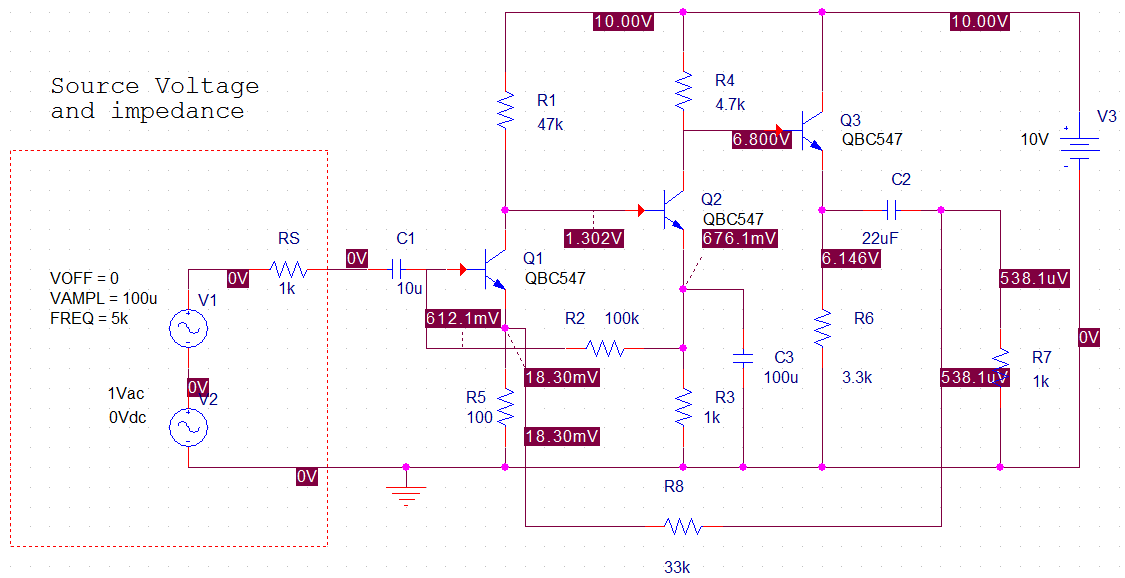 10.00V
10.00V
Source Voltage
and impedance
R4
4.7k
R1
47k
Q3
QBC547
V3
10V
6.800V
C2
Q2
QBC547
1.302V
676.1mV
22uF
RS
1k
0V
0V
C1
10u
Q1
QBC547
6.146V
538.1uV
VOFF = 0
VAMPL = 100u
FREQ = 5k
V1
612.1mV
R2
100k
R6
3.3k
0V
C3
100u
R7
1k
18.30mV
538.1uV
1Vac
0Vdc
0V
V2
R5
100
R3
1k
18.30mV
0V
R8
33k